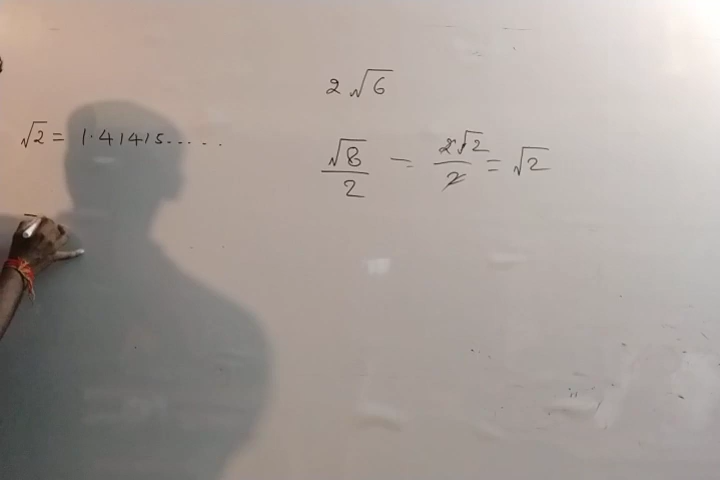 2√6
√2 = 1.41415.....
√8/2 = 2√2/2 = √2